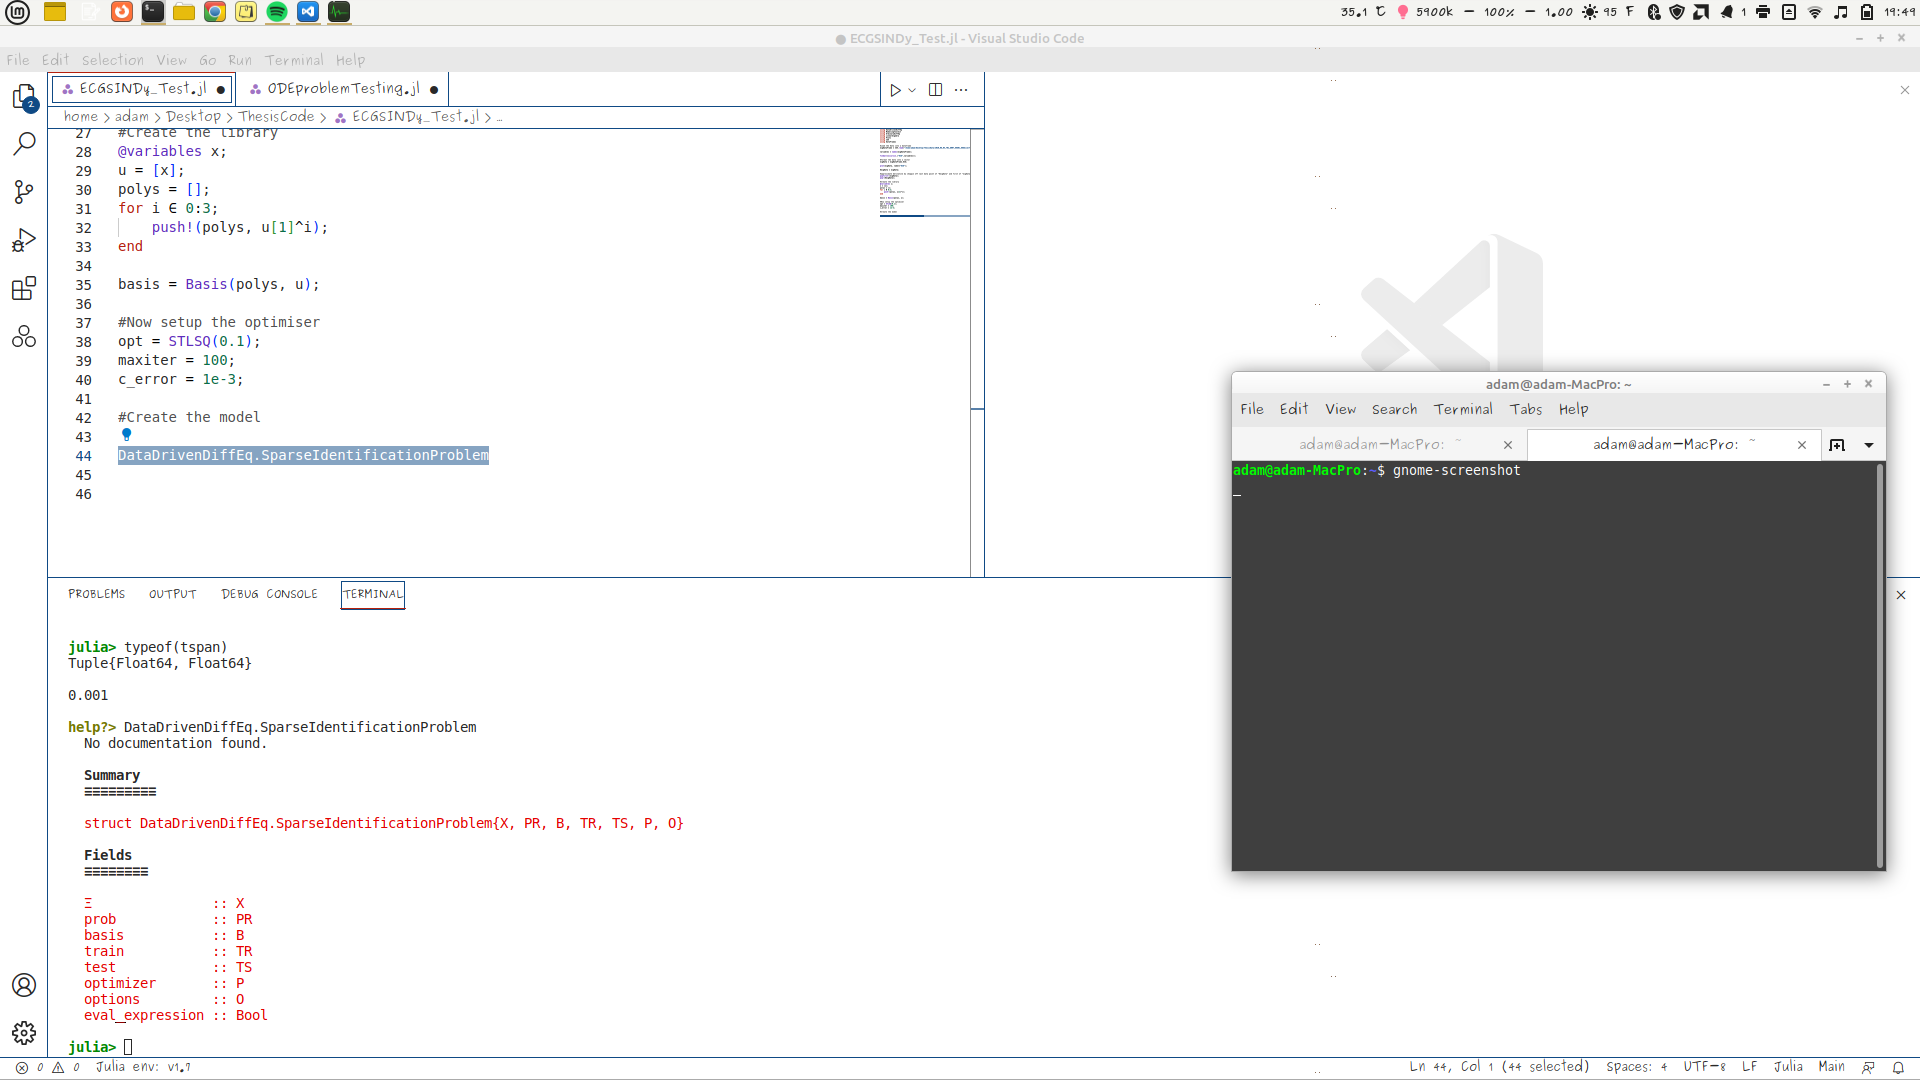 35.1 °C 5900k — 100% — 1.00 95 F 1 19:49
● ECGSINDy_Test.jl - Visual Studio Code
File Edit Selection View Go Run Terminal Help
ECGSINDy_Test.jl ● ODEproblemTesting.jl ●
home > adam > Desktop > ThesisCode > ECGSINDy_Test.jl > ...
2
27 #Create the library
28 @variables x;
29 u = [x];
30 polys = [];
31 for i ∈ 0:3;
32 push!(polys, u[1]^i);
33 end
34
35 basis = Basis(polys, u);
36
37 #Now setup the optimiser
38 opt = STLSQ(0.1);
39 maxiter = 100;
40 c_error = 1e-3;
41
42 #Create the model
43
44 DataDrivenDiffEq.SparseIdentificationProblem
45
46
PROBLEMS OUTPUT DEBUG CONSOLE TERMINAL
julia> typeof(tspan)
Tuple{Float64, Float64}
0.001
help?> DataDrivenDiffEq.SparseIdentificationProblem
No documentation found.
Summary
≡≡≡≡≡≡≡≡≡
struct DataDrivenDiffEq.SparseIdentificationProblem{X, PR, B, TR, TS, P, O}
Fields
≡≡≡≡≡≡≡≡
Ξ :: X
prob :: PR
basis :: B
train :: TR
test :: TS
optimizer :: P
options :: O
eval_expression :: Bool
julia>
adam@adam-MacPro: ~
File Edit View Search Terminal Tabs Help
adam@adam-MacPro: ~ adam@adam-MacPro: ~
adam@adam-MacPro:~$ gnome-screenshot
0 0 Julia env: v1.7 Ln 44, Col 1 (44 selected) Spaces: 4 UTF-8 LF Julia Main